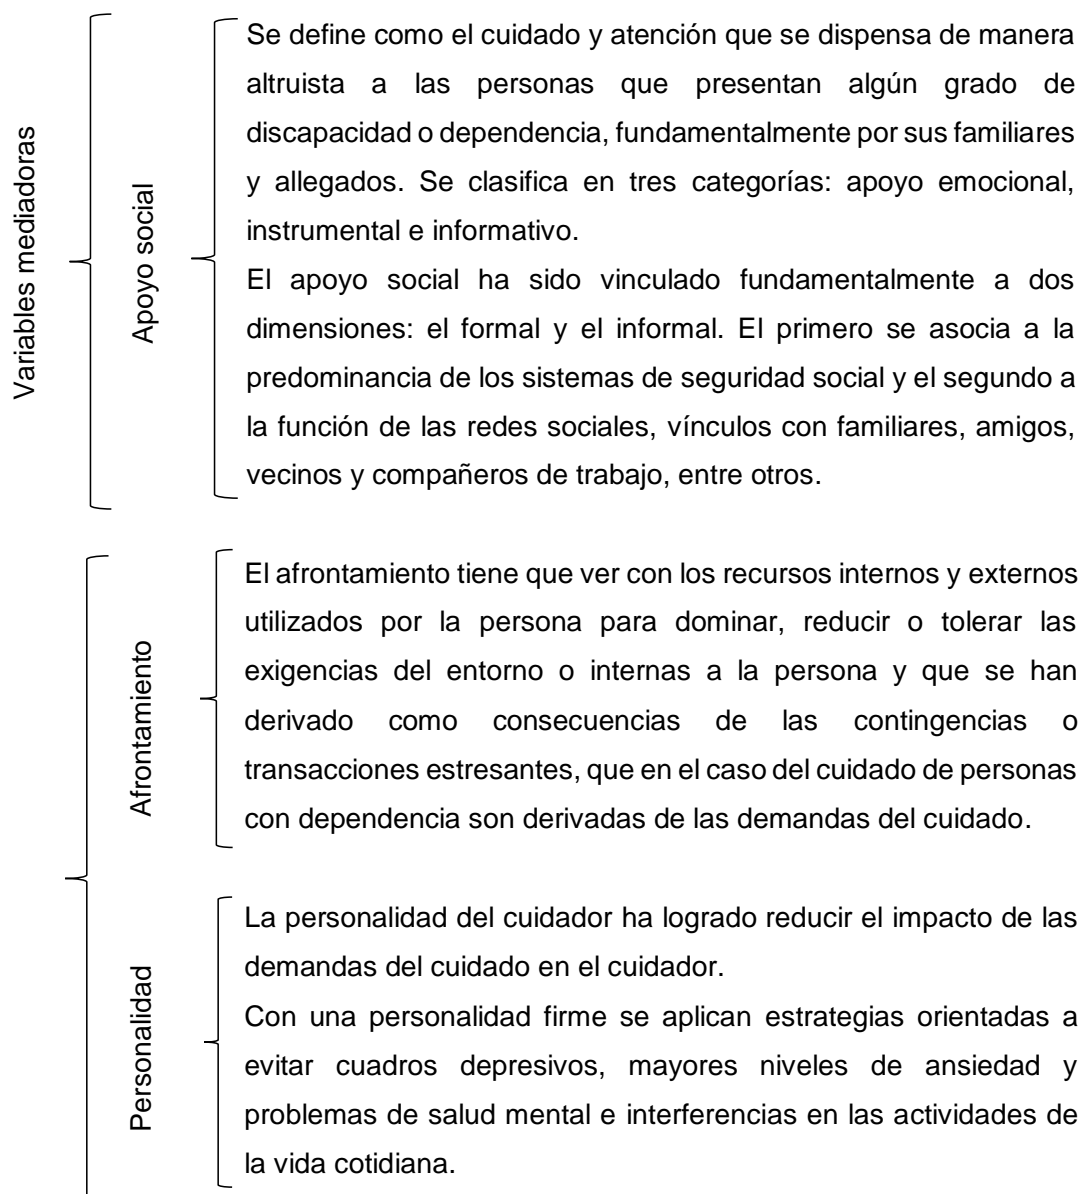 Variables mediadoras
Apoyo social
Se define como el cuidado y atención que se dispensa de manera
altruista a las personas que presentan algún grado de
discapacidad o dependencia, fundamentalmente por sus familiares
y allegados. Se clasifica en tres categorías: apoyo emocional,
instrumental e informativo.
El apoyo social ha sido vinculado fundamentalmente a dos
dimensiones: el formal y el informal. El primero se asocia a la
predominancia de los sistemas de seguridad social y el segundo a
la función de las redes sociales, vínculos con familiares, amigos,
vecinos y compañeros de trabajo, entre otros.
Afrontamiento
El afrontamiento tiene que ver con los recursos internos y externos
utilizados por la persona para dominar, reducir o tolerar las
exigencias del entorno o internas a la persona y que se han
derivado como consecuencias de las contingencias o
transacciones estresantes, que en el caso del cuidado de personas
con dependencia son derivadas de las demandas del cuidado.
Personalidad
La personalidad del cuidador ha logrado reducir el impacto de las
demandas del cuidado en el cuidador.
Con una personalidad firme se aplican estrategias orientadas a
evitar cuadros depresivos, mayores niveles de ansiedad y
problemas de salud mental e interferencias en las actividades de
la vida cotidiana.